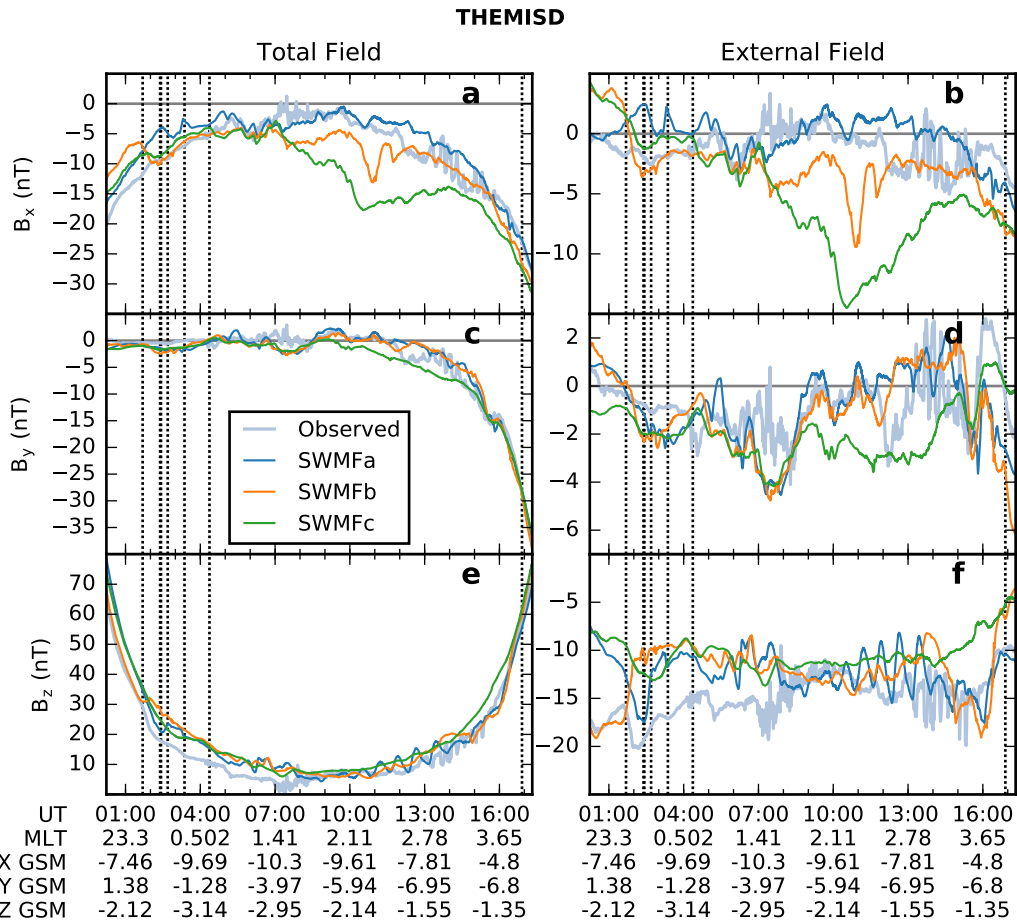 THEMISD
Total Field
External Field
a
b
0
−5
−10
−15
−20
−25
−30
B_x (nT)
0
−5
−10
c
d
0
−5
−10
−15
−20
−25
−30
−35
B_y (nT)
Observed
SWMFa
SWMFb
SWMFc
2
0
−2
−4
−6
e
f
70
60
50
40
30
20
10
B_z (nT)
−5
−10
−15
−20
UT 01:00 04:00 07:00 10:00 13:00 16:00 01:00 04:00 07:00 10:00 13:00 16:00
MLT 23.3 0.502 1.41 2.11 2.78 3.65 23.3 0.502 1.41 2.11 2.78 3.65
X GSM -7.46 -9.69 -10.3 -9.61 -7.81 -4.8 -7.46 -9.69 -10.3 -9.61 -7.81 -4.8
Y GSM 1.38 -1.28 -3.97 -5.94 -6.95 -6.8 1.38 -1.28 -3.97 -5.94 -6.95 -6.8
Z GSM -2.12 -3.14 -2.95 -2.14 -1.55 -1.35 -2.12 -3.14 -2.95 -2.14 -1.55 -1.35